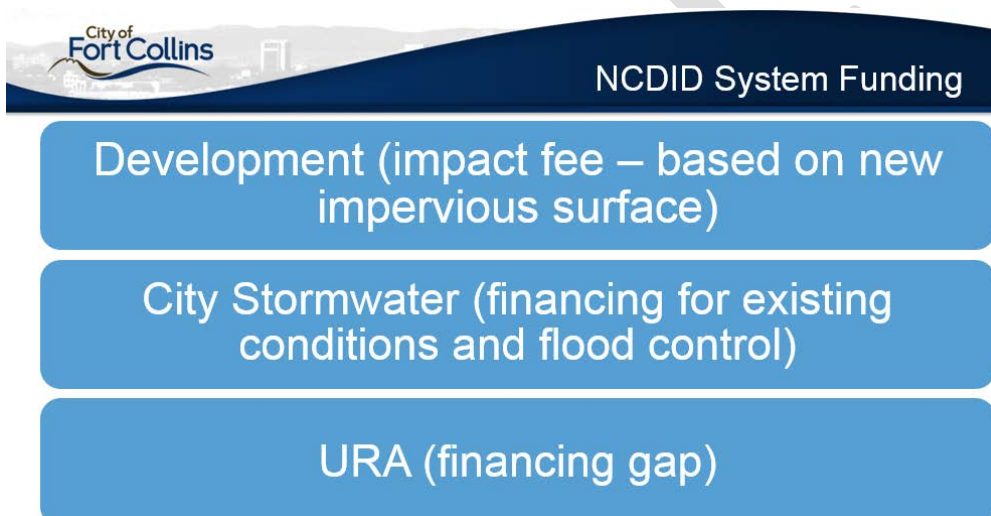 City of
Fort Collins
NCDID System Funding
Development (impact fee – based on new
impervious surface)
City Stormwater (financing for existing
conditions and flood control)
URA (financing gap)